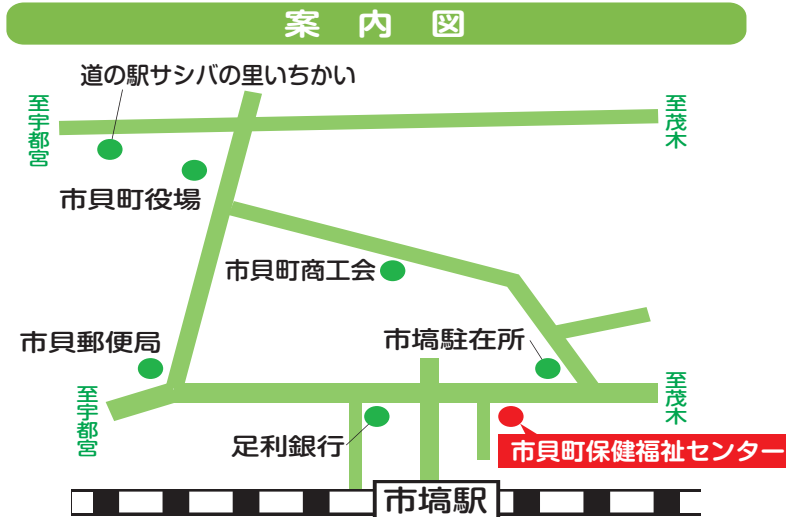 案内図
道の駅サシバの里いちかい
至宇都宮
至茂木
市貝町役場
市貝町商工会
市貝郵便局
市塙駐在所
至宇都宮
至茂木
足利銀行
市貝町保健福祉センター
市塙駅